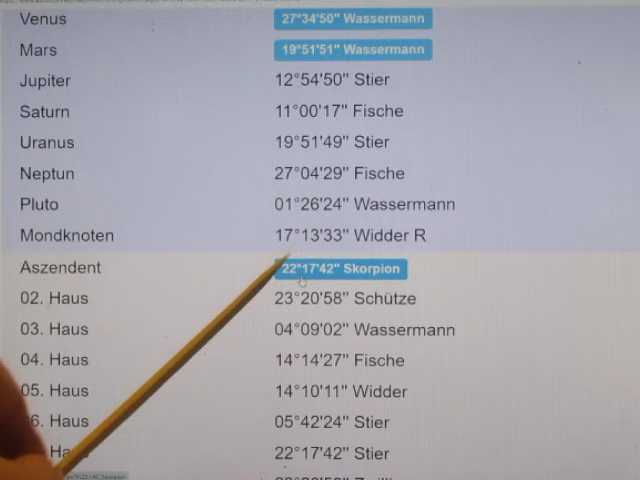 Venus 27°34'50" Wassermann
Mars 19°51'51" Wassermann
Jupiter 12°54'50" Stier
Saturn 11°00'17" Fische
Uranus 19°51'49" Stier
Neptun 27°04'29" Fische
Pluto 01°26'24" Wassermann
Mondknoten 17°13'33" Widder R
Aszendent 22°17'42" Skorpion
02. Haus 23°20'58" Schütze
03. Haus 04°09'02" Wassermann
04. Haus 14°14'27" Fische
05. Haus 14°10'11" Widder
6. Haus 05°42'24" Stier
22°17'42" Stier